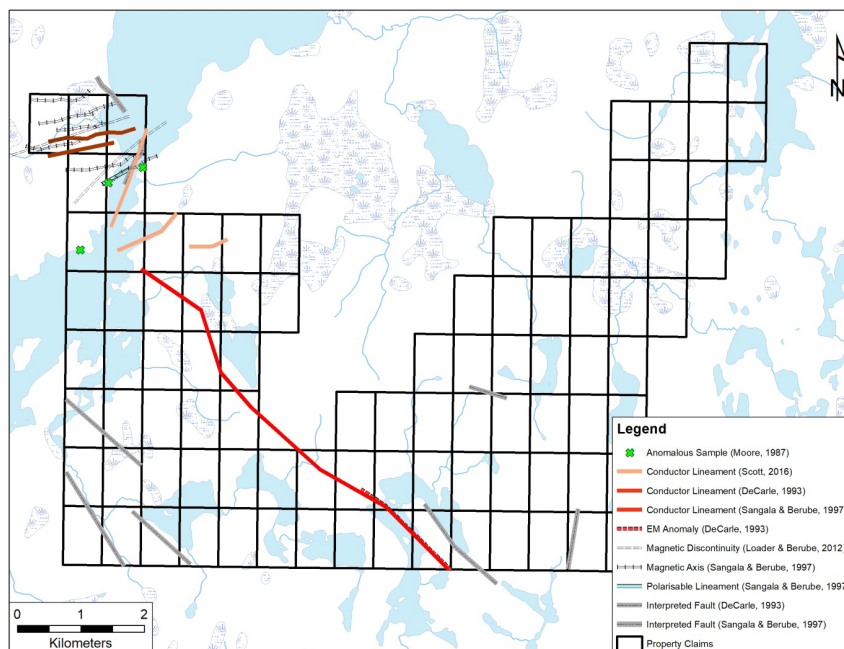 N
Legend
Anomalous Sample (Moore, 1987)
Conductor Lineament (Scott, 2016)
Conductor Lineament (DeCarle, 1993)
Conductor Lineament (Sangala & Berube, 1997)
EM Anomaly (DeCarle, 1993)
Magnetic Discontinuity (Loader & Berube, 2012)
Magnetic Axis (Sangala & Berube, 1997)
Polarisable Lineament (Sangala & Berube, 1997)
Interpreted Fault (DeCarle, 1993)
Interpreted Fault (Sangala & Berube, 1997)
Property Claims
0 1 2
Kilometers